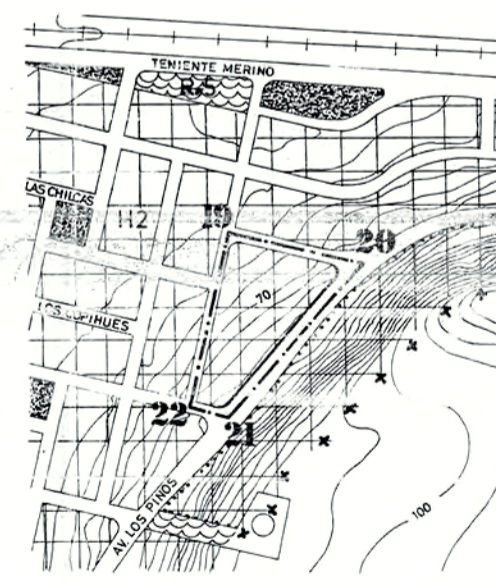 TENIENTE MERINO
R.5
LAS CHILCAS
H2
19
20
70
LOS COPIHUES
22
21
AV. LOS PINOS
100